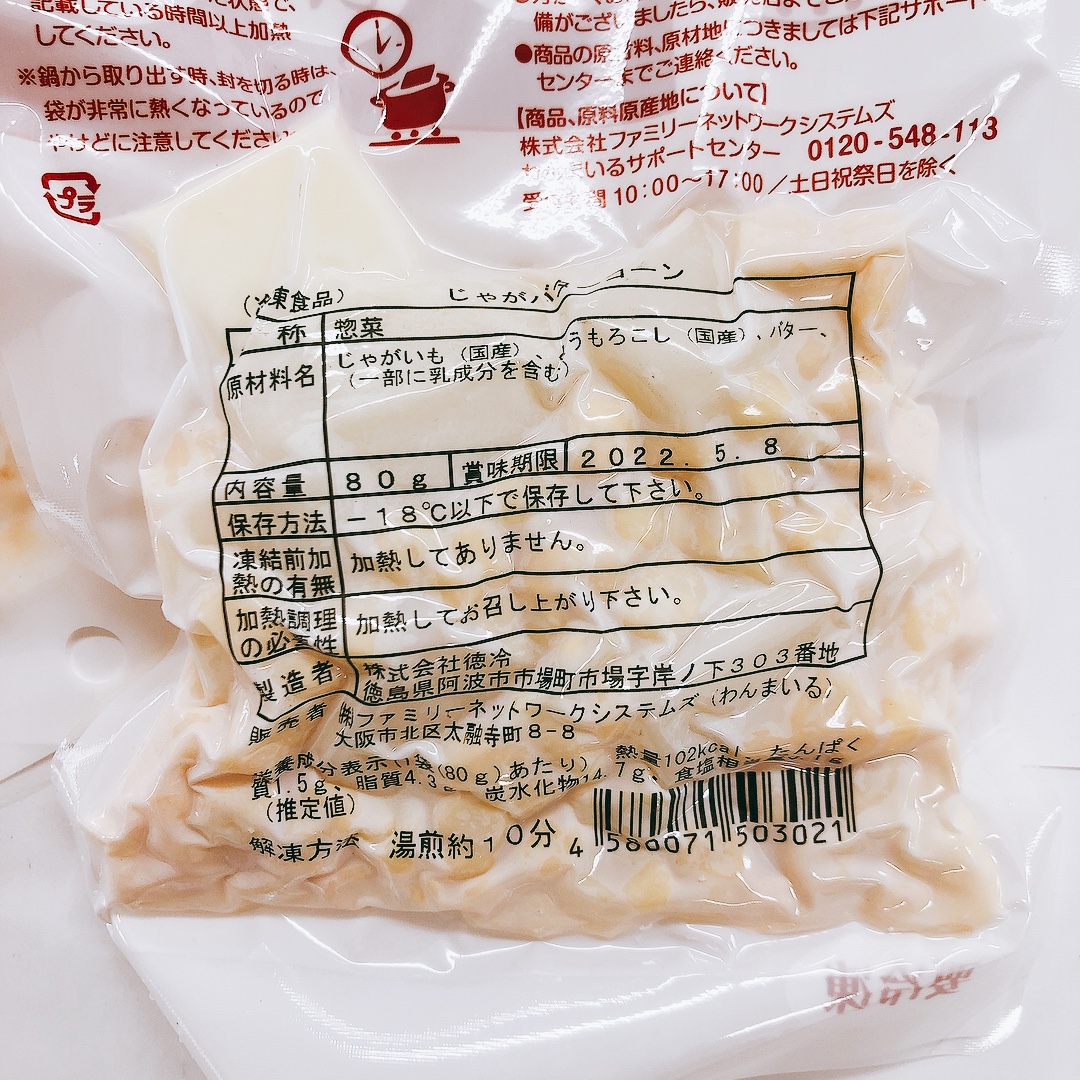 記載している時間以上加熱
してください。
※鍋から取り出す時、封を切る時は、
袋が非常に熱くなっているので
やけどに注意してください
プラ
備がございましたら、販売店まで
●商品の原材料、原材地につきましては下記サポート
センターまでご連絡ください。
【商品、原料原産地について】
株式会社ファミリーネットワークシステムズ
わんまいるサポートセンター 0120-548-113
受付時間 10:00〜17:00/土日祝祭日を除く
(冷凍食品) じゃがバターコーン
称 惣菜
原材料名 じゃがいも(国産)、とうもろこし(国産)、バター、
(一部に乳成分を含む)
内容量 80g 賞味期限 2022.5.8
保存方法 −18℃以下で保存して下さい。
凍結前加
熱の有無 加熱してありません。
加熱調理
の必要性 加熱してお召し上がり下さい。
製造者 株式会社徳冷
徳島県阿波市市場町市場字岸ノ下303番地
販売者 ㈱ファミリーネットワークシステムズ(わんまいる)
大阪市北区太融寺町8-8
栄養成分表示(1袋(80g)あたり) 熱量102kcal たんぱく
質1.5g、脂質4.3g 炭水化物14.7g、食塩相当量
(推定値)
解凍方法 湯煎約10分
4 580071 503021